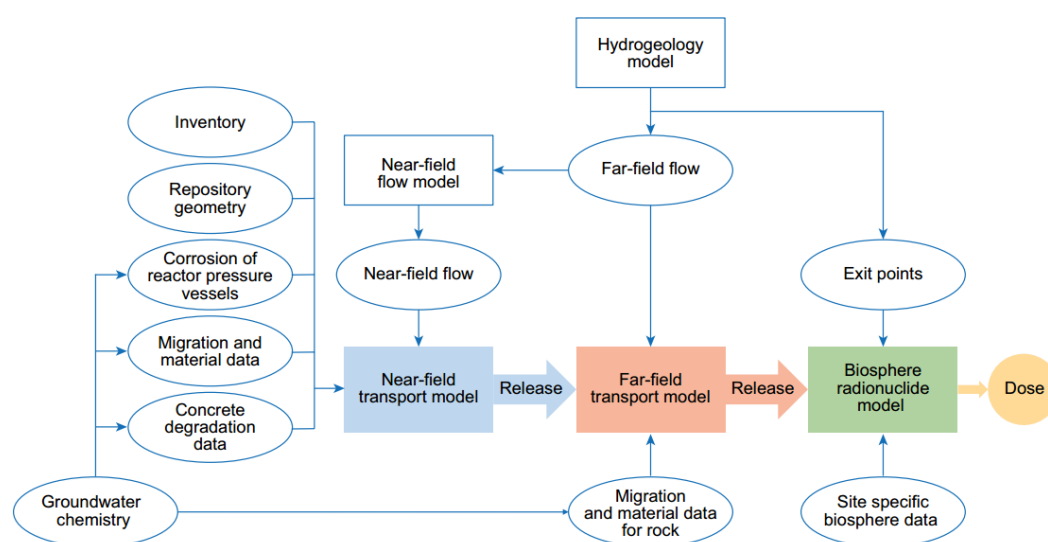 Hydrogeology
model
Inventory
Near-field
flow model
Far-field flow
Repository
geometry
Corrosion of
reactor pressure
vessels
Near-field flow
Exit points
Migration and
material data
Near-field
transport model
Release
Far-field
transport model
Release
Biosphere
radionuclide
model
Dose
Concrete
degradation
data
Groundwater
chemistry
Migration
and material data
for rock
Site specific
biosphere data